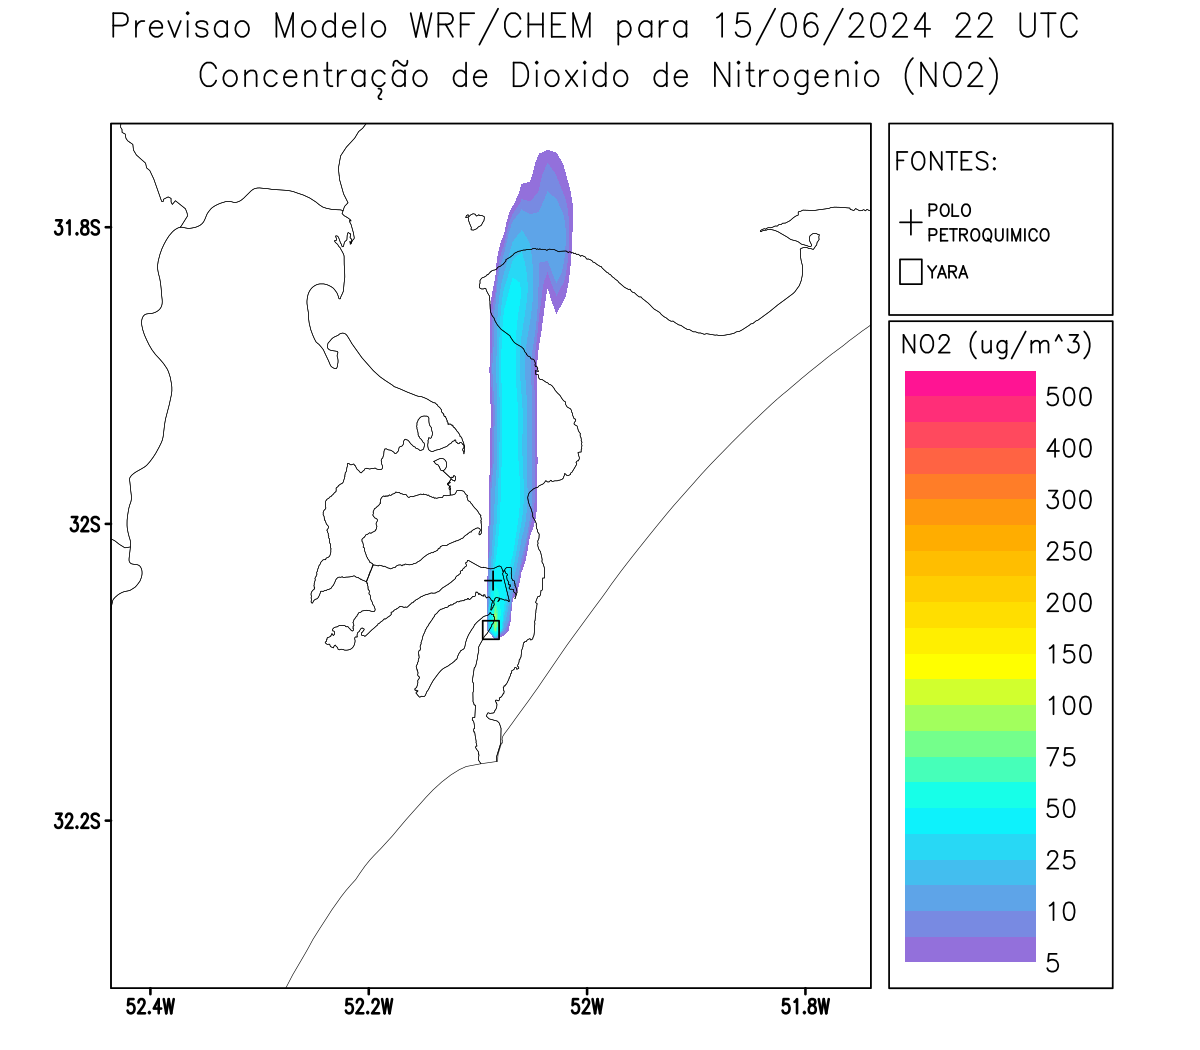 Previsao Modelo WRF/CHEM para 15/06/2024 22 UTC
Concentração de Dioxido de Nitrogenio (NO2)
FONTES:
POLO
PETROQUIMICO
YARA
NO2 (ug/m^3)
500
400
300
250
200
150
100
75
50
25
10
5
31.8S
32S
32.2S
52.4W
52.2W
52W
51.8W